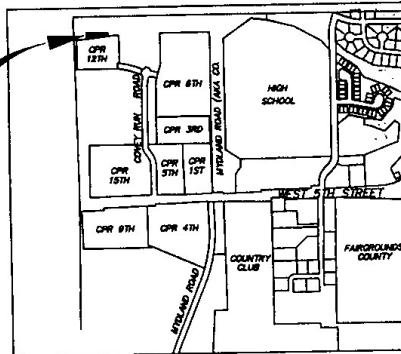 CPR
12TH
COVEY RUN ROAD
CPR 6TH
MYDLAND ROAD (AKA CO.
HIGH
SCHOOL
CPR 3RD
CPR
15TH
CPR
5TH
CPR
1ST
WEST 5TH STREET
CPR 9TH
CPR 4TH
MYDLAND ROAD
COUNTRY
CLUB
FAIRGROUNDS
COUNTY